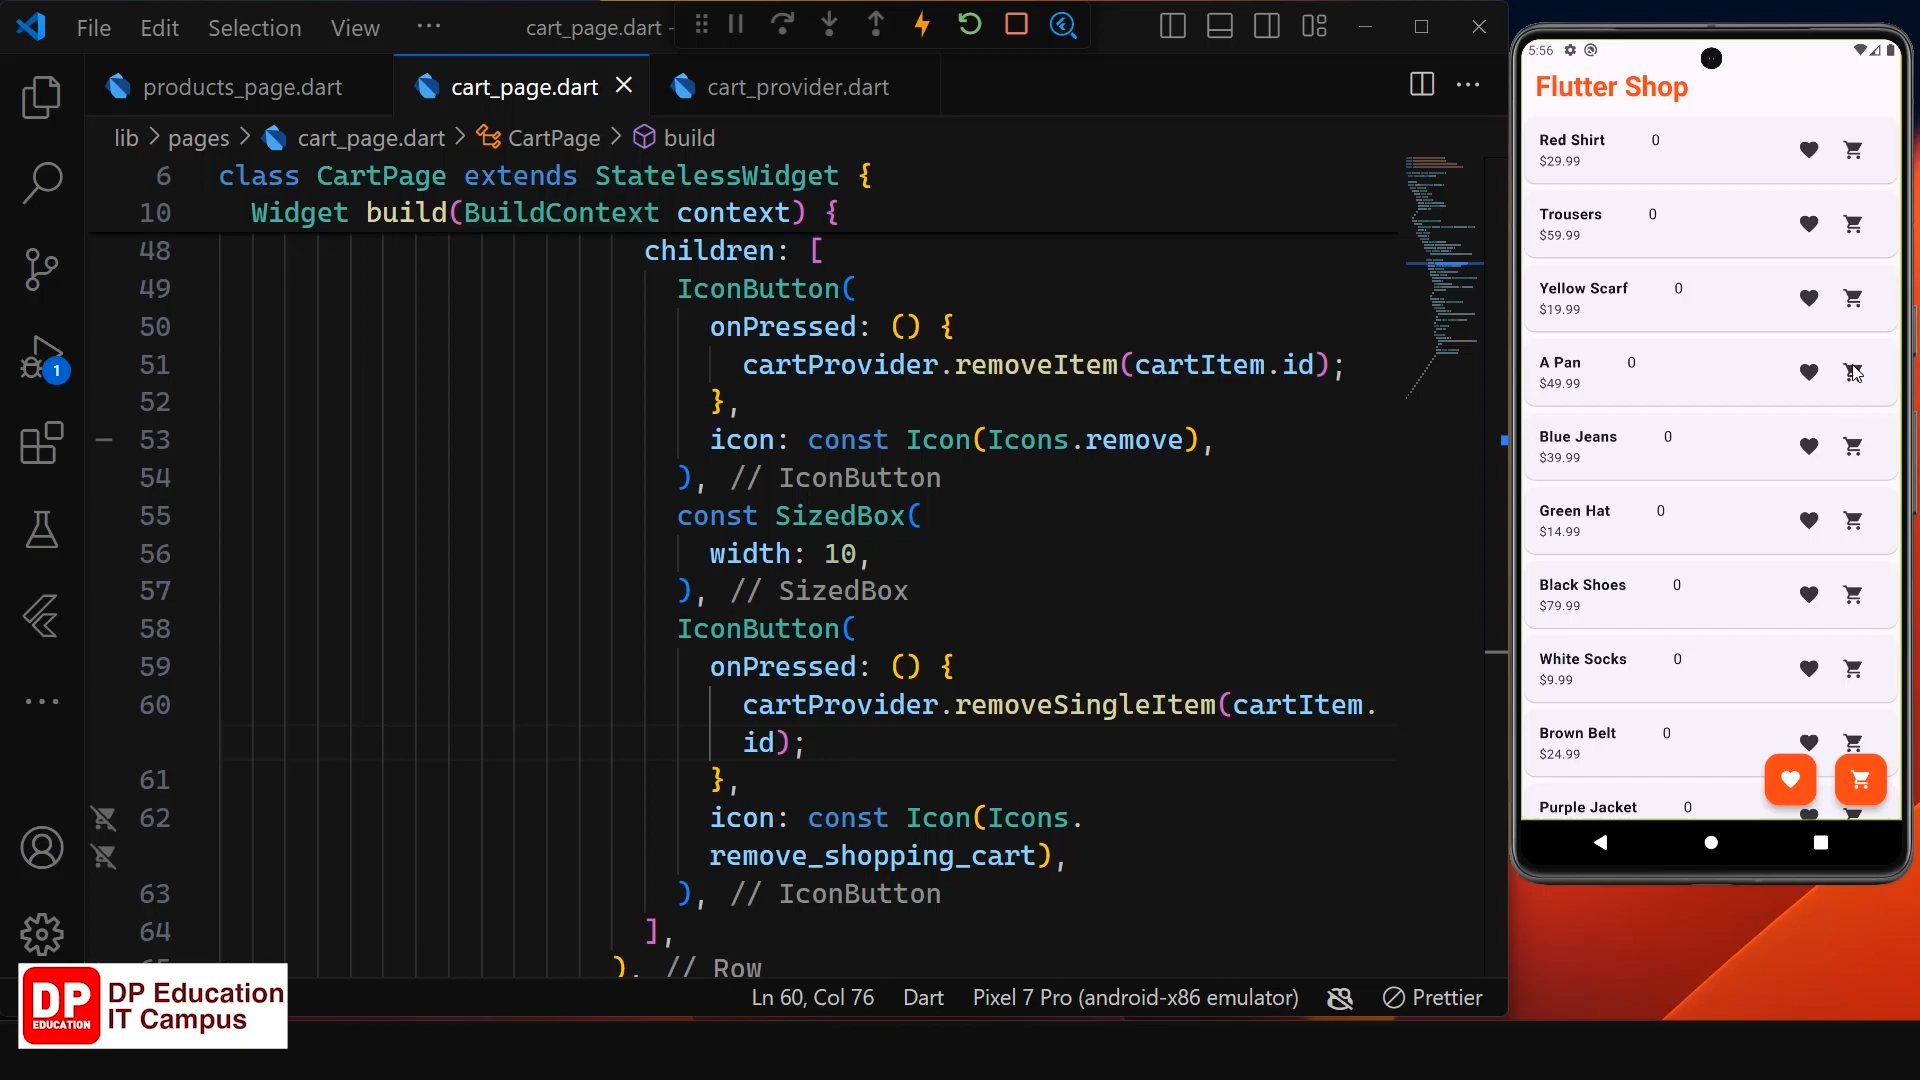 File Edit Selection View ··· cart_page.dart -
products_page.dart cart_page.dart cart_provider.dart
lib > pages > cart_page.dart > CartPage > build
6 class CartPage extends StatelessWidget {
10 Widget build(BuildContext context) {
48 children: [
49 IconButton(
50 onPressed: () {
51 cartProvider.removeItem(cartItem.id);
52 },
53 icon: const Icon(Icons.remove),
54 ), // IconButton
55 const SizedBox(
56 width: 10,
57 ), // SizedBox
58 IconButton(
59 onPressed: () {
60 cartProvider.removeSingleItem(cartItem.
id);
61 },
62 icon: const Icon(Icons.
remove_shopping_cart),
63 ), // IconButton
64 ],
65 ), // Row
1
Ln 60, Col 76 Dart Pixel 7 Pro (android-x86 emulator) Prettier
DP
EDUCATION
DP Education
IT Campus
5:56
Flutter Shop
Red Shirt 0
$29.99
Trousers 0
$59.99
Yellow Scarf 0
$19.99
A Pan 0
$49.99
Blue Jeans 0
$39.99
Green Hat 0
$14.99
Black Shoes 0
$79.99
White Socks 0
$9.99
Brown Belt 0
$24.99
Purple Jacket 0